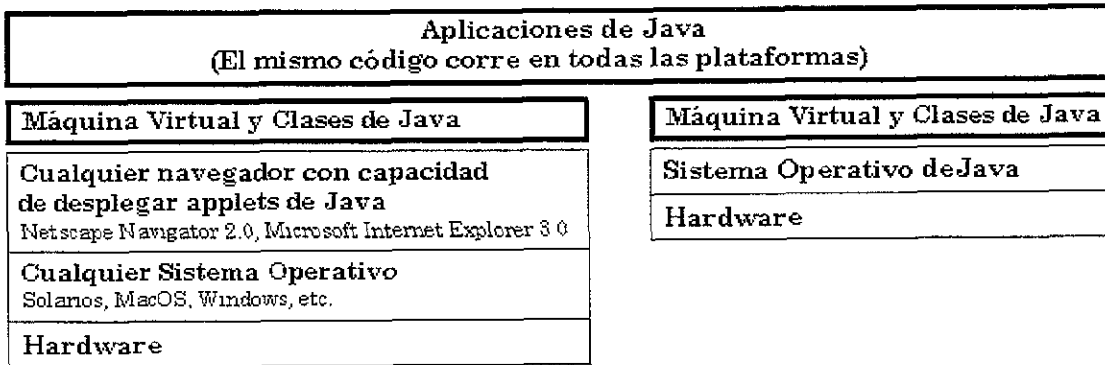 Aplicaciones de Java
(El mismo código corre en todas las plataformas)
Máquina Virtual y Clases de Java
Cualquier navegador con capacidad
de desplegar applets de Java
Netscape Navigator 2.0, Microsoft Internet Explorer 3 0
Cualquier Sistema Operativo
Solaris, MacOS, Windows, etc.
Hardware
Máquina Virtual y Clases de Java
Sistema Operativo deJava
Hardware